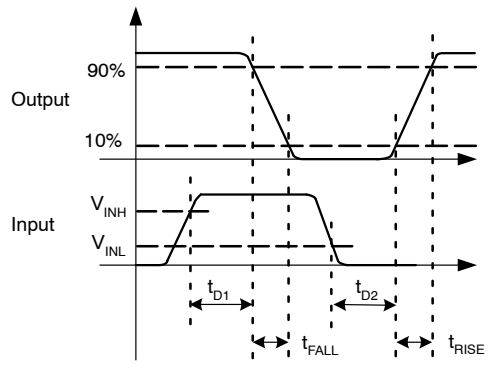 90%
Output
10%
V_INH
Input
V_INL
t_D1
t_D2
t_FALL
t_RISE